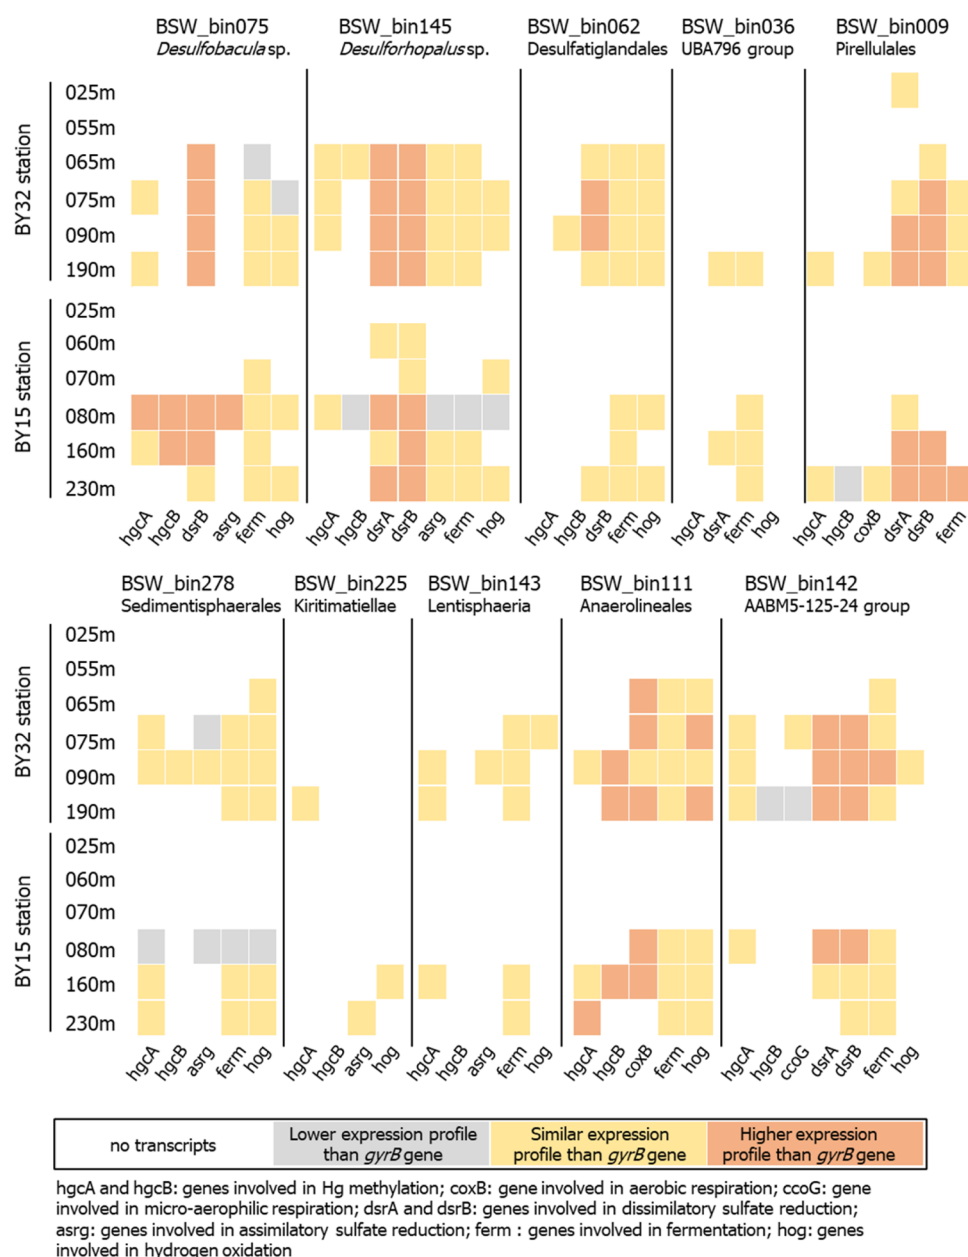 BSW_bin075 BSW_bin145 BSW_bin062 BSW_bin036 BSW_bin009
Desulfobacula sp. Desulforhopalus sp. Desulfatiglandales UBA796 group Pirellulales
BY32 station
025m
055m
065m
075m
090m
190m
BY15 station
025m
060m
070m
080m
160m
230m
hgcA hgcB dsrB asrg ferm hog hgcA hgcB dsrA dsrB asrg ferm hog hgcA hgcB dsrB ferm hog hgcA dsrA ferm hog hgcA hgcB coxB dsrA dsrB ferm
BSW_bin278 BSW_bin225 BSW_bin143 BSW_bin111 BSW_bin142
Sedimentisphaerales Kiritimatiellae Lentisphaeria Anaerolineales AABM5-125-24 group
BY32 station
025m
055m
065m
075m
090m
190m
BY15 station
025m
060m
070m
080m
160m
230m
hgcA hgcB asrg ferm hog hgcA hgcB asrg hog hgcA hgcB asrg ferm hog hgcA hgcB coxB ferm hog hgcA hgcB ccoG dsrA dsrB ferm hog
no transcripts
Lower expression profile
than gyrB gene
Similar expression
profile than gyrB gene
Higher expression
profile than gyrB gene
hgcA and hgcB: genes involved in Hg methylation; coxB: gene involved in aerobic respiration; ccoG: gene
involved in micro-aerophilic respiration; dsrA and dsrB: genes involved in dissimilatory sulfate reduction;
asrg: genes involved in assimilatory sulfate reduction; ferm : genes involved in fermentation; hog: genes
involved in hydrogen oxidation